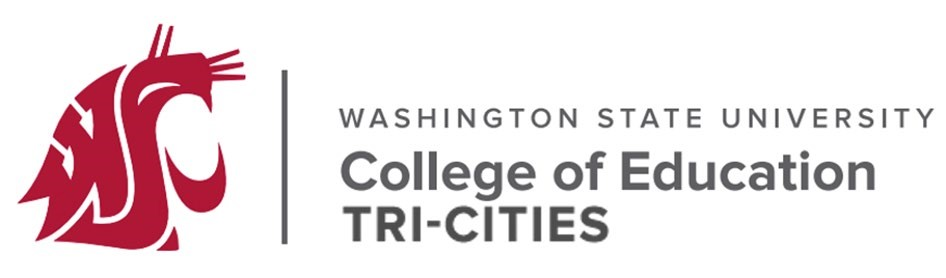 WASHINGTON STATE UNIVERSITY
College of Education
TRI-CITIES